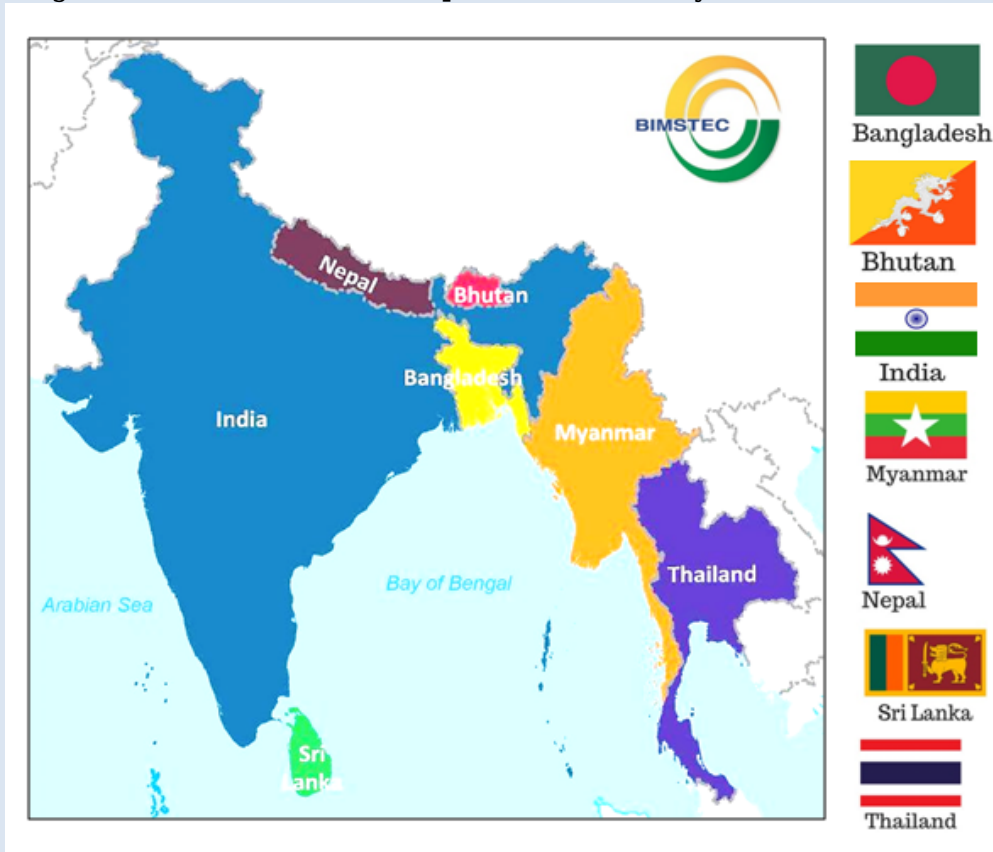 BIMSTEC
Nepal
Bhutan
Bangladesh
India
Myanmar
Thailand
Arabian Sea
Bay of Bengal
Sri
Lanka
Bangladesh
Bhutan
India
Myanmar
Nepal
Sri Lanka
Thailand